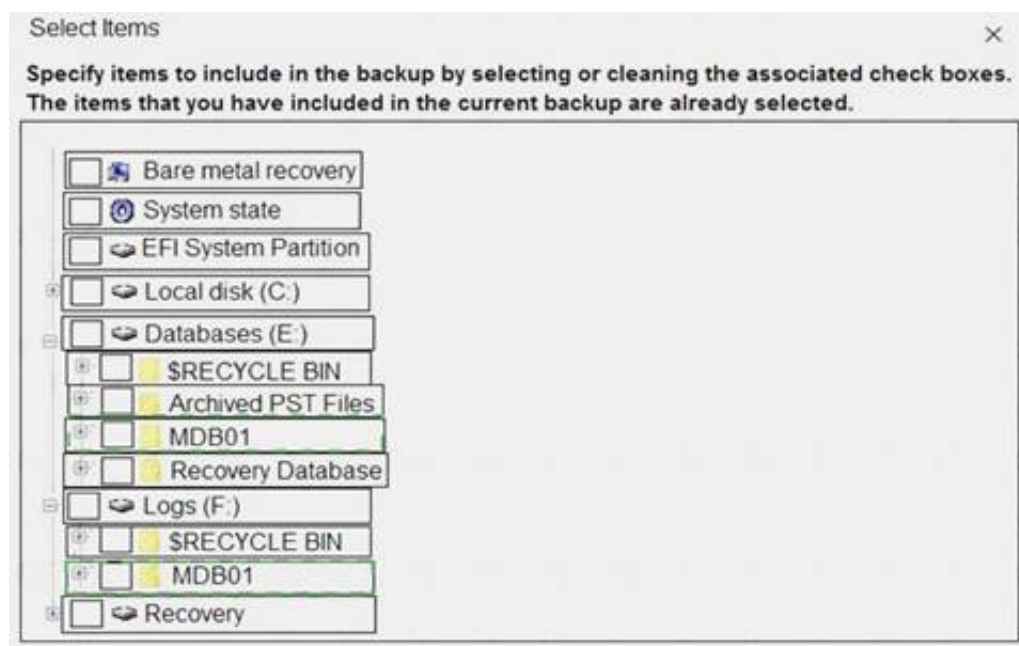 Select Items
Specify items to include in the backup by selecting or cleaning the associated check boxes.
The items that you have included in the current backup are already selected.
Bare metal recovery
System state
EFI System Partition
Local disk (C:)
Databases (E:)
$RECYCLE BIN
Archived PST Files
MDB01
Recovery Database
Logs (F:)
$RECYCLE BIN
MDB01
Recovery